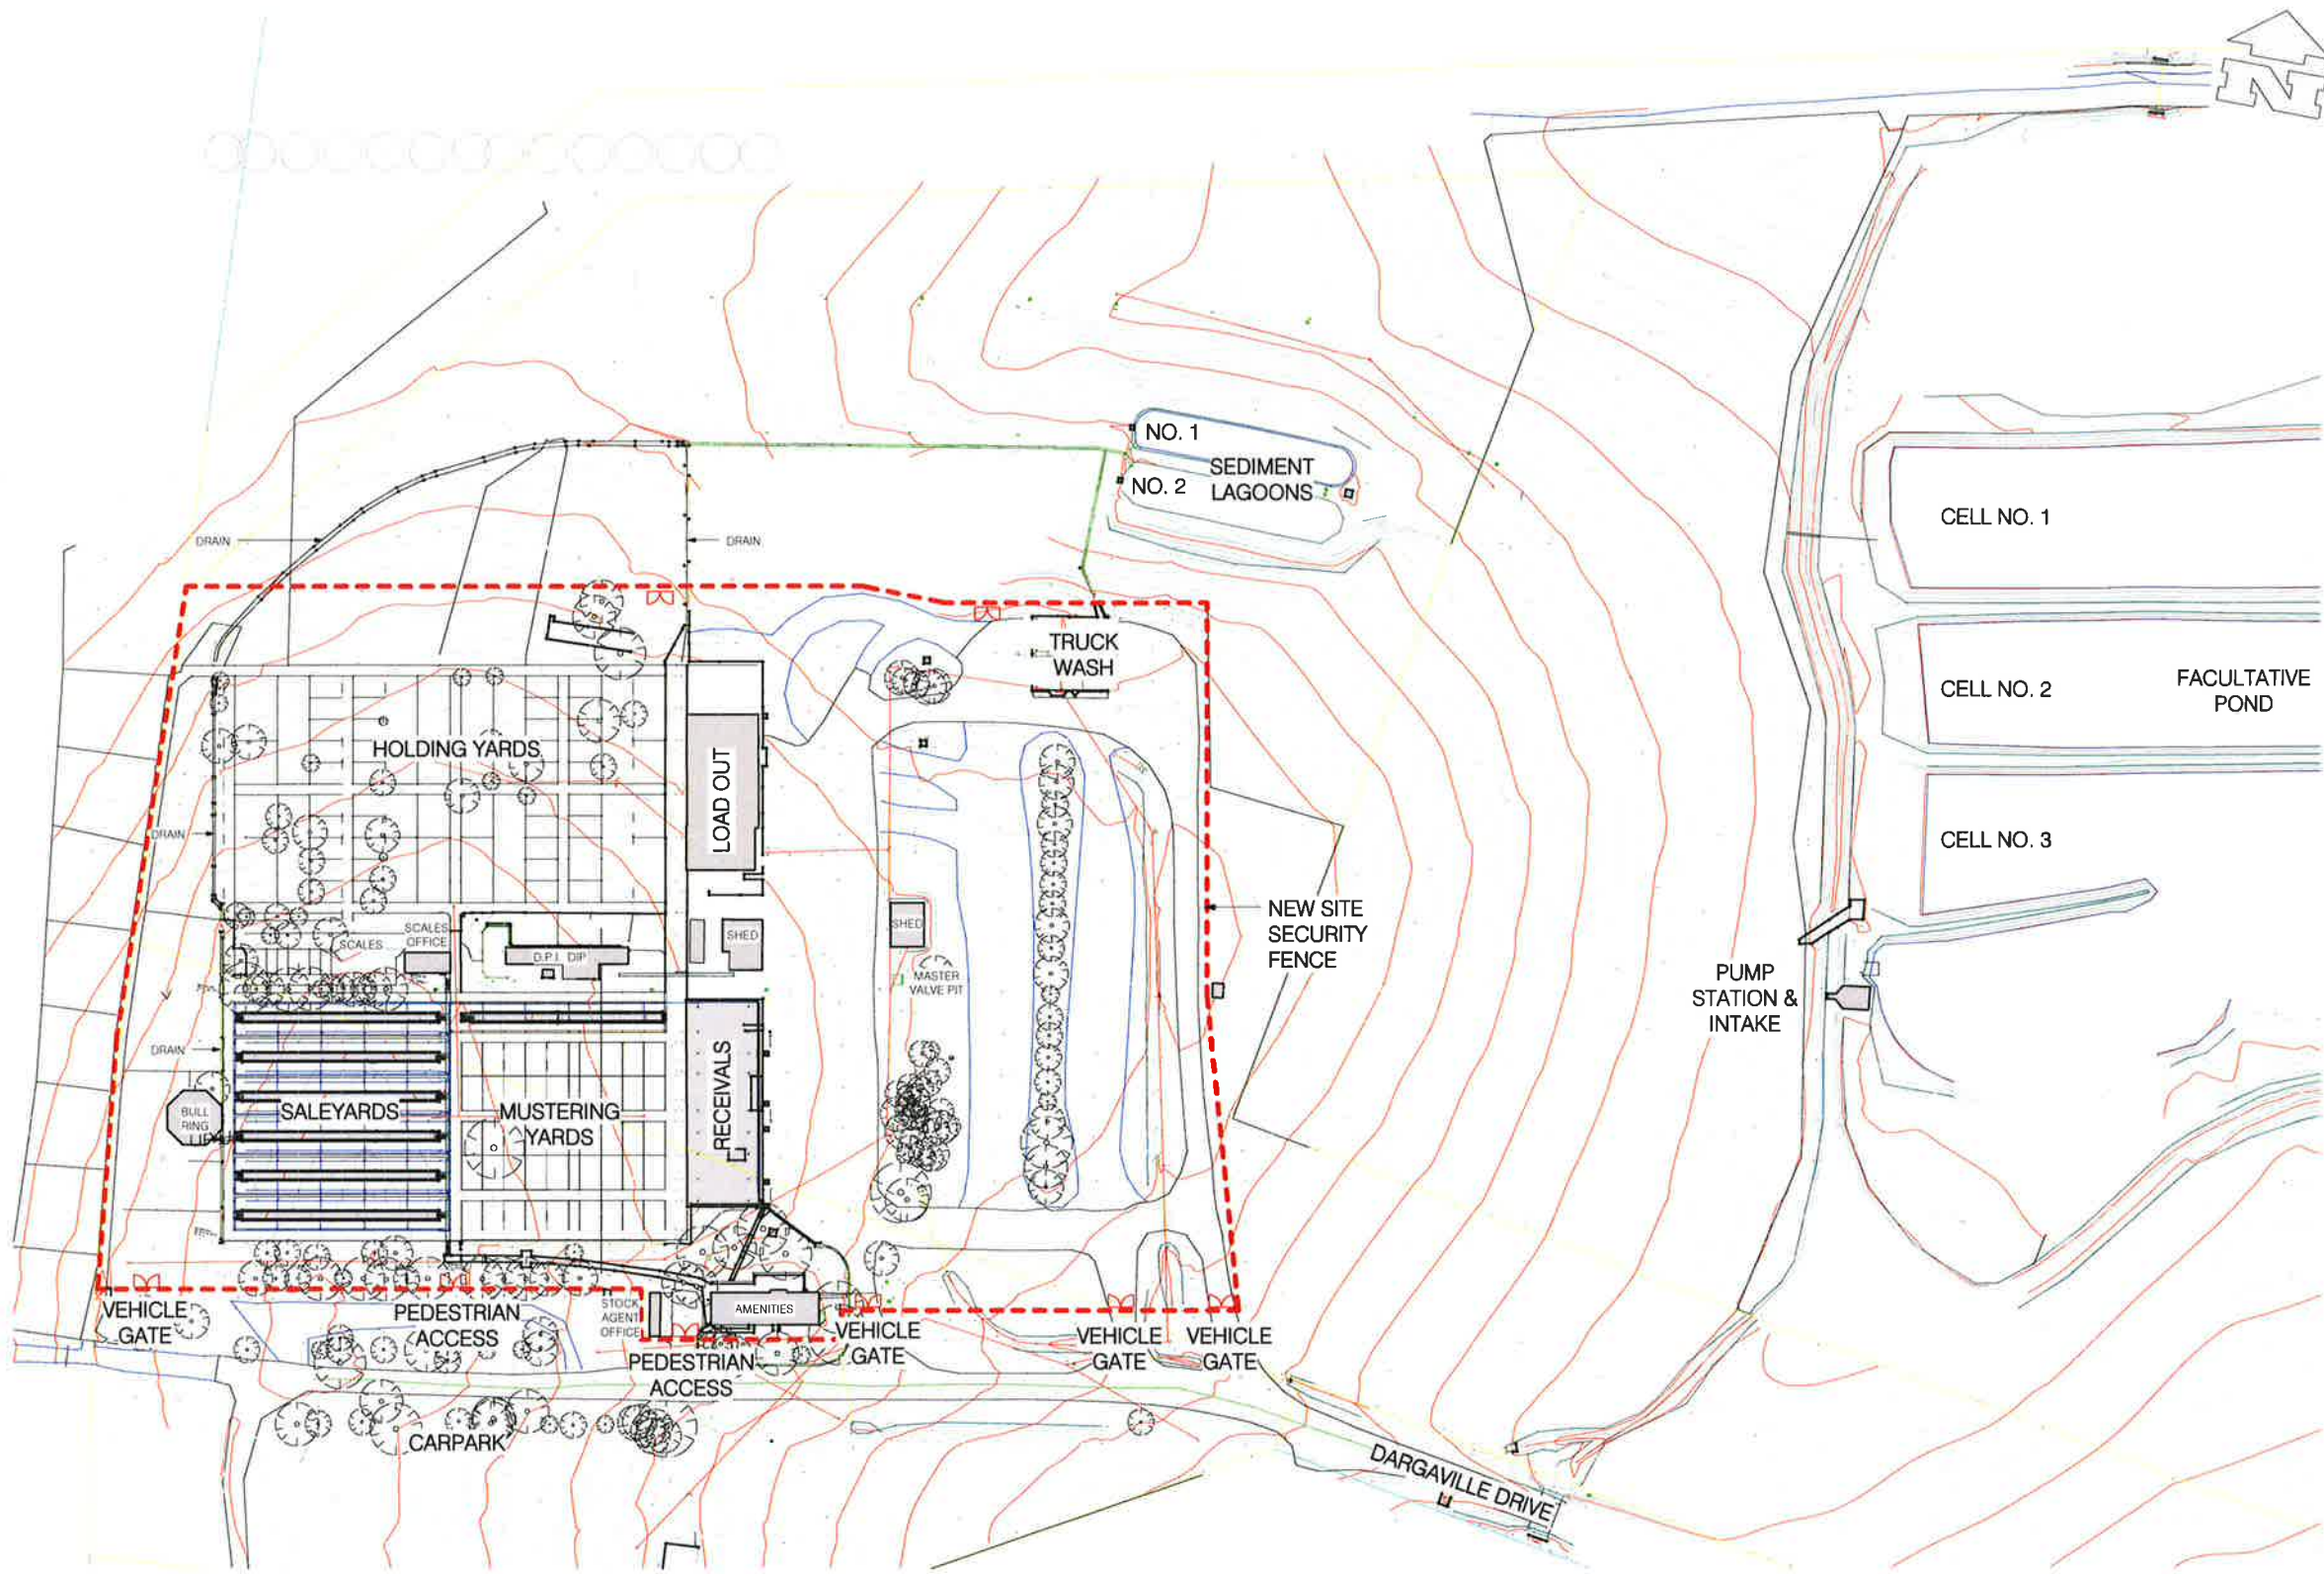 N
NO. 1
SEDIMENT
LAGOONS
NO. 2
CELL NO. 1
DRAIN
DRAIN
TRUCK
WASH
CELL NO. 2
FACULTATIVE
POND
HOLDING YARDS
LOAD OUT
DRAIN
CELL NO. 3
SCALES
SCALES
OFFICE
D.P.I. DIP
SHED
SHED
NEW SITE
SECURITY
FENCE
MASTER
VALVE PIT
PUMP
STATION &
INTAKE
DRAIN
BULL
RING
SALEYARDS
MUSTERING
YARDS
RECEIVALS
VEHICLE
GATE
PEDESTRIAN
ACCESS
STOCK
AGENT
OFFICE
AMENITIES
PEDESTRIAN
ACCESS
VEHICLE
GATE
VEHICLE
GATE
VEHICLE
GATE
CARPARK
DARGAVILLE DRIVE